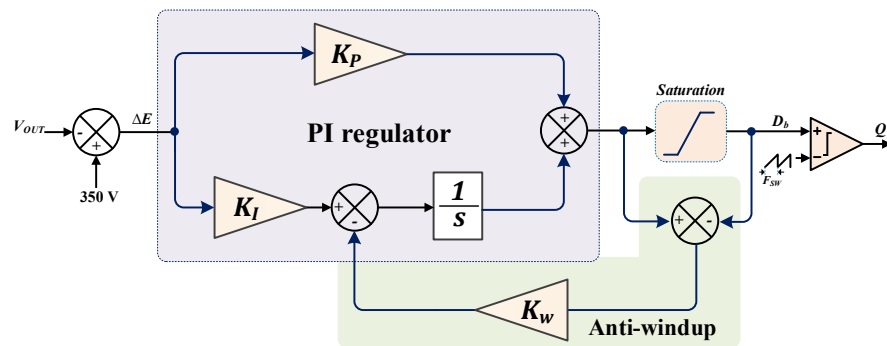 K_P
Saturation
V_OUT
-
+
ΔE
350 V
PI regulator
+
+
D_b
+
-
Q
F_SW
K_I
+
-
1
s
+
-
K_w
Anti-windup